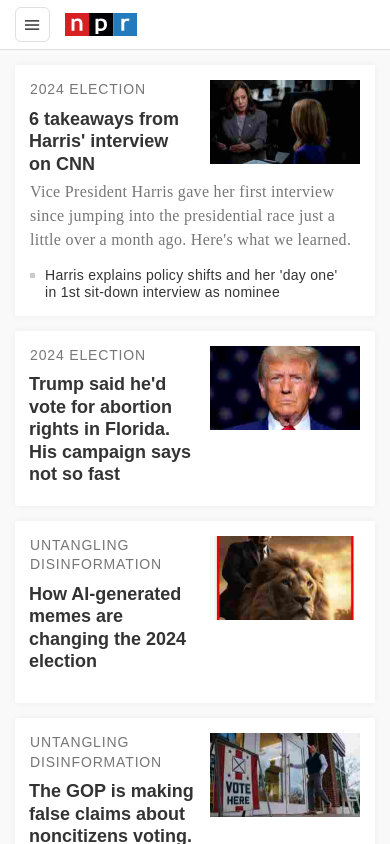 npr
2024 ELECTION
6 takeaways from
Harris' interview
on CNN
Vice President Harris gave her first interview
since jumping into the presidential race just a
little over a month ago. Here's what we learned.
Harris explains policy shifts and her 'day one'
in 1st sit-down interview as nominee
2024 ELECTION
Trump said he'd
vote for abortion
rights in Florida.
His campaign says
not so fast
UNTANGLING
DISINFORMATION
How AI-generated
memes are
changing the 2024
election
UNTANGLING
DISINFORMATION
The GOP is making
false claims about
noncitizens voting.
VOTE
HERE